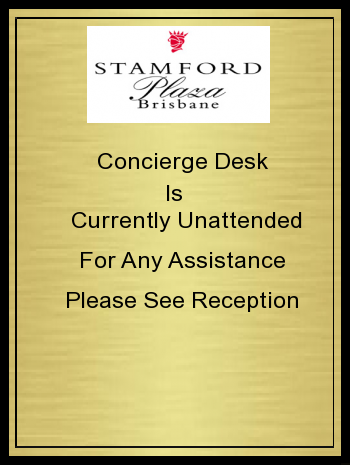 STAMFORD
Plaza
Brisbane
Concierge Desk
Is
Currently Unattended
For Any Assistance
Please See Reception